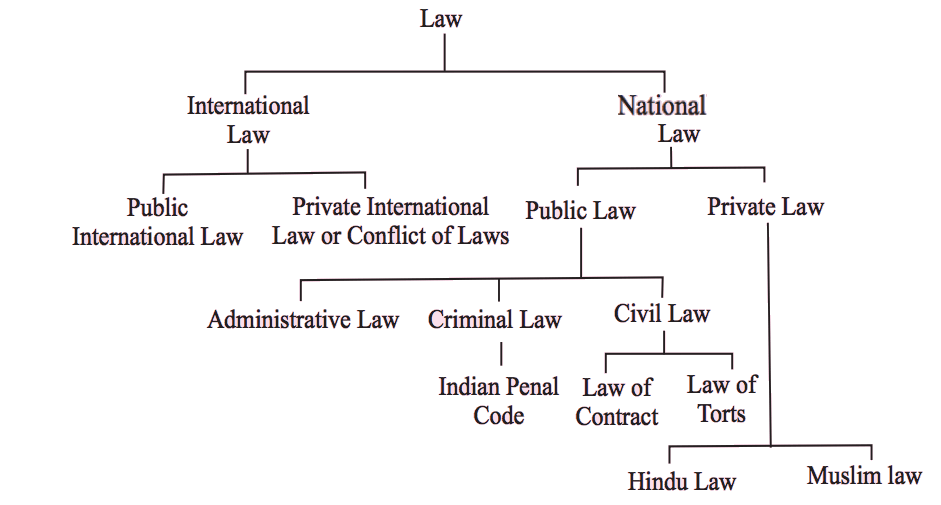 Law
International
Law
National
Law
Public
International Law
Private International
Law or Conflict of Laws
Public Law
Private Law
Administrative Law
Criminal Law
Civil Law
Indian Penal
Code
Law of
Contract
Law of
Torts
Hindu Law
Muslim law